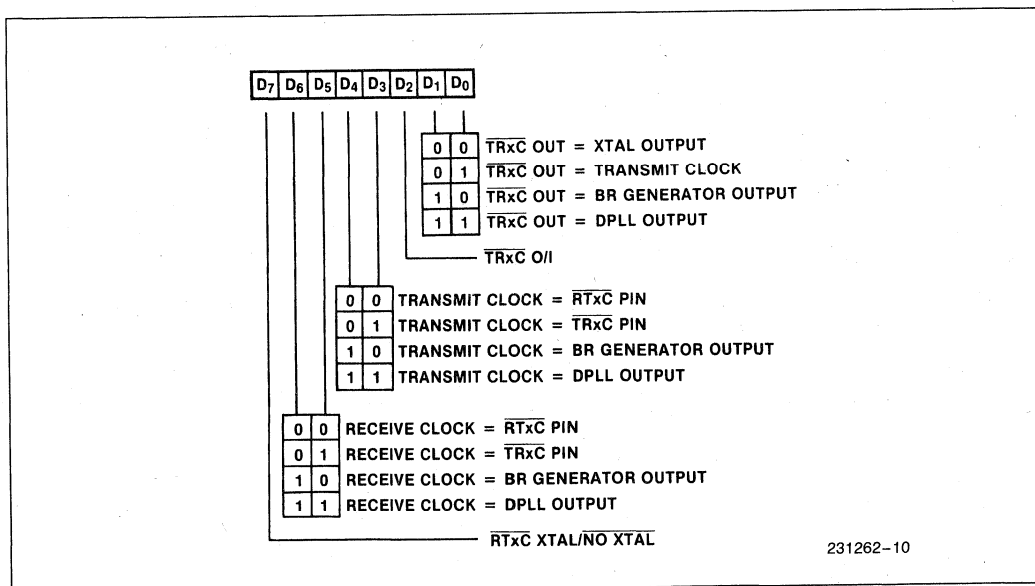 D7 D6 D5 D4 D3 D2 D1 D0
0 0 TRxC OUT = XTAL OUTPUT
0 1 TRxC OUT = TRANSMIT CLOCK
1 0 TRxC OUT = BR GENERATOR OUTPUT
1 1 TRxC OUT = DPLL OUTPUT
TRxC O/I
0 0 TRANSMIT CLOCK = RTxC PIN
0 1 TRANSMIT CLOCK = TRxC PIN
1 0 TRANSMIT CLOCK = BR GENERATOR OUTPUT
1 1 TRANSMIT CLOCK = DPLL OUTPUT
0 0 RECEIVE CLOCK = RTxC PIN
0 1 RECEIVE CLOCK = TRxC PIN
1 0 RECEIVE CLOCK = BR GENERATOR OUTPUT
1 1 RECEIVE CLOCK = DPLL OUTPUT
RTxC XTAL/NO XTAL
231262-10